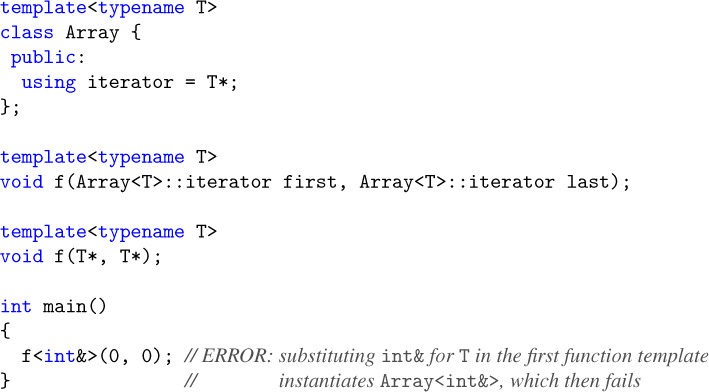 template<typename T>
class Array {
 public:
  using iterator = T*;
};

template<typename T>
void f(Array<T>::iterator first, Array<T>::iterator last);

template<typename T>
void f(T*, T*);

int main()
{
  f<int&>(0, 0); // ERROR: substituting int& for T in the first function template
}                // instantiates Array<int&>, which then fails